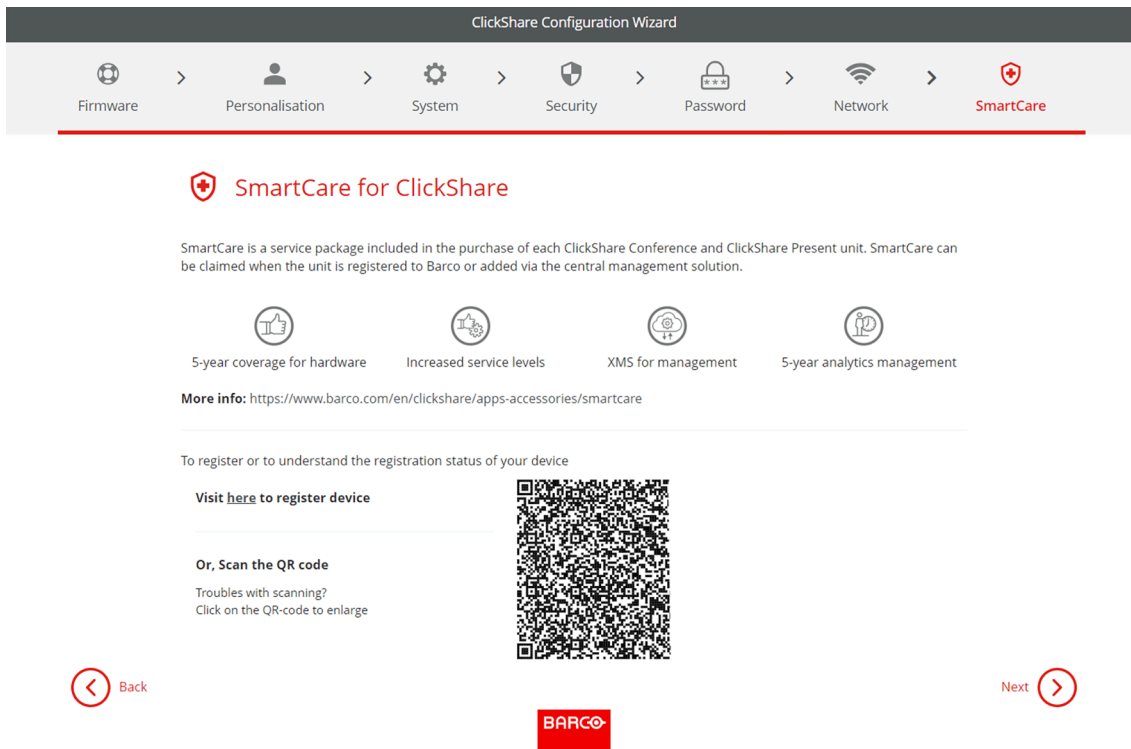 ClickShare Configuration Wizard
Firmware
Personalisation
System
Security
Password
Network
SmartCare
SmartCare for ClickShare
SmartCare is a service package included in the purchase of each ClickShare Conference and ClickShare Present unit. SmartCare can
be claimed when the unit is registered to Barco or added via the central management solution.
5-year coverage for hardware
Increased service levels
XMS for management
5-year analytics management
More info: https://www.barco.com/en/clickshare/apps-accessories/smartcare
To register or to understand the registration status of your device
Visit here to register device
Or, Scan the QR code
Troubles with scanning?
Click on the QR-code to enlarge
Back
Next
BARCO